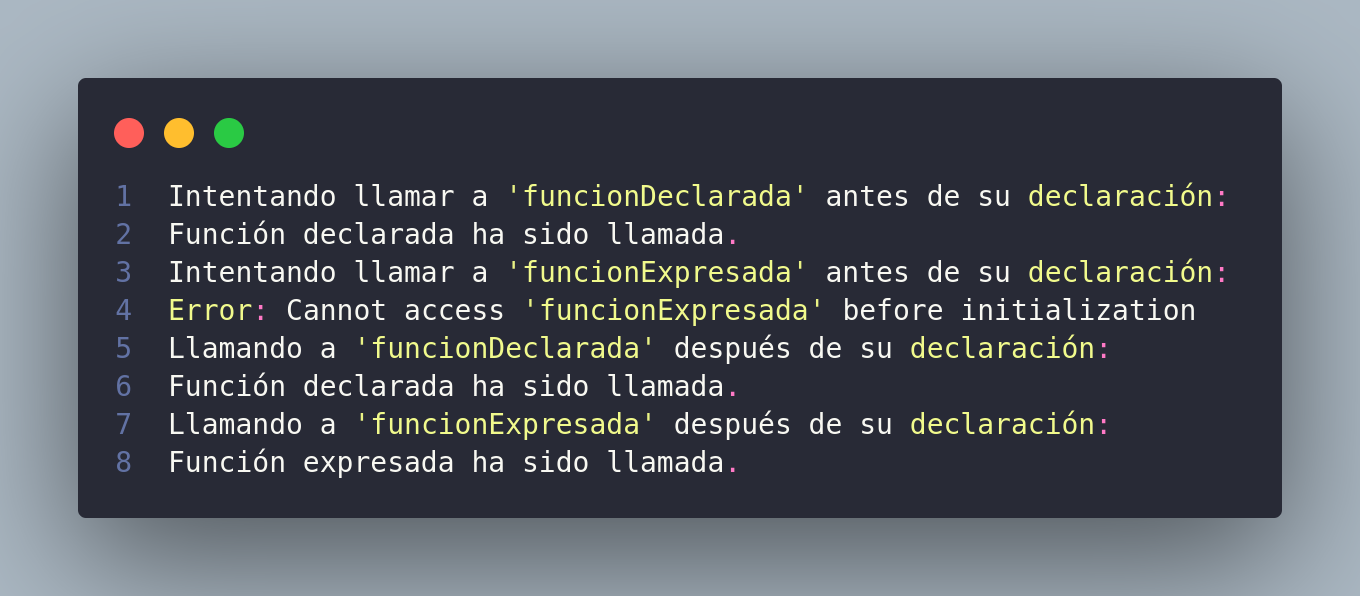 1 Intentando llamar a 'funcionDeclarada' antes de su declaración:
2 Función declarada ha sido llamada.
3 Intentando llamar a 'funcionExpresada' antes de su declaración:
4 Error: Cannot access 'funcionExpresada' before initialization
5 Llamando a 'funcionDeclarada' después de su declaración:
6 Función declarada ha sido llamada.
7 Llamando a 'funcionExpresada' después de su declaración:
8 Función expresada ha sido llamada.